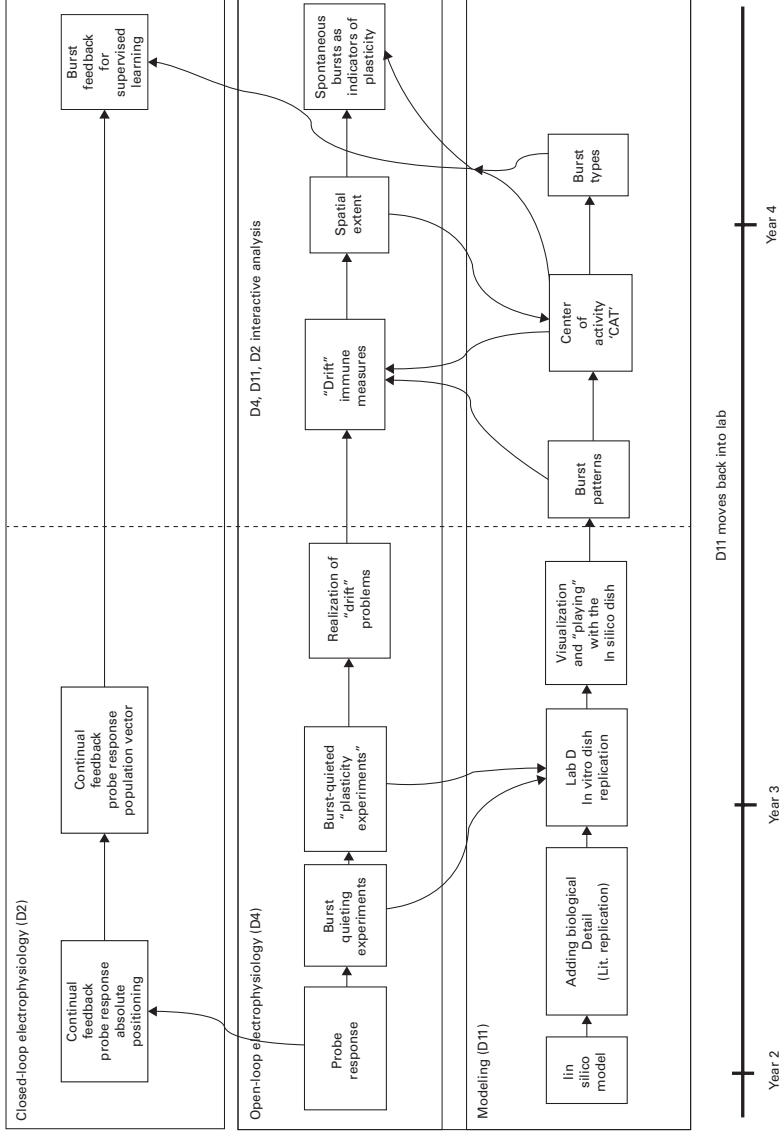 Closed-loop electrophysiology (D2)
Continual
feedback
probe response
absolute
positioning
Continual
feedback
probe response
population vector
Burst
feedback
for
supervised
learning
Open-loop electrophysiology (D4)
D4, D11, D2 interactive analysis
Probe
response
Burst
quieting
experiments
Burst-quieted
“plasticity
experiments”
Realization of
“drift”
problems
“Drift”
immune
measures
Spatial
extent
Spontaneous
bursts as
indicators of
plasticity
Modeling (D11)
Iin
silico
model
Adding biological
Detail
(Lit. replication)
Lab D
In vitro dish
replication
Visualization
and “playing”
with the
In silico dish
Burst
patterns
Center
of
activity
‘CAT’
Burst
types
D11 moves back into lab
Year 2
Year 3
Year 4